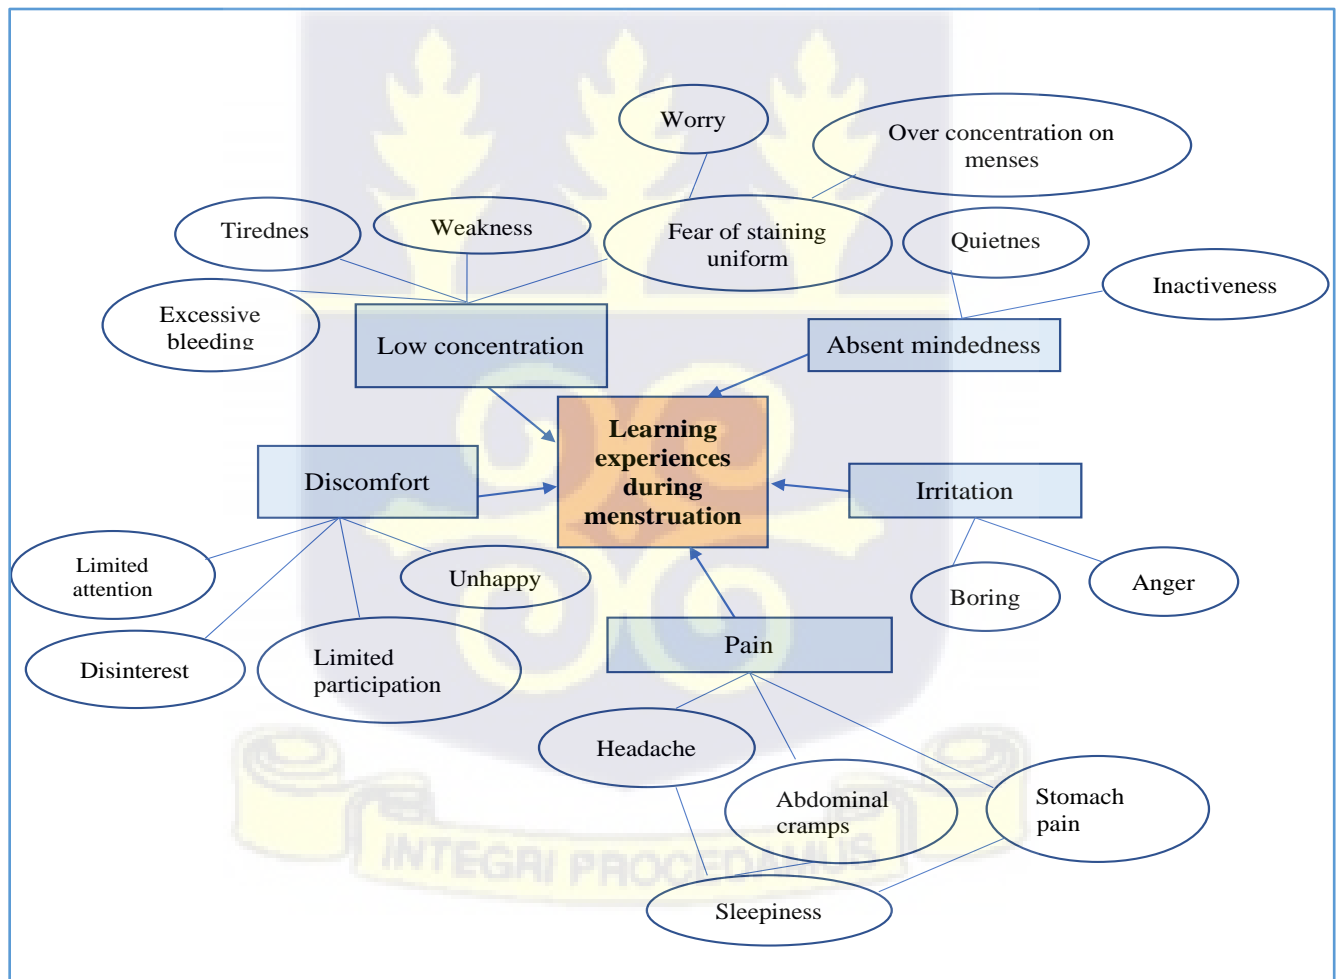 Worry
Over concentration on
menses
Tirednes
Weakness
Fear of staining
uniform
Quietnes
Inactiveness
Excessive
bleeding
Low concentration
Absent mindedness
Learning
experiences
during
menstruation
Discomfort
Irritation
Limited
attention
Unhappy
Boring
Anger
Disinterest
Limited
participation
Pain
Headache
Abdominal
cramps
Stomach
pain
Sleepiness
INTEGRI PROCEDAMUS